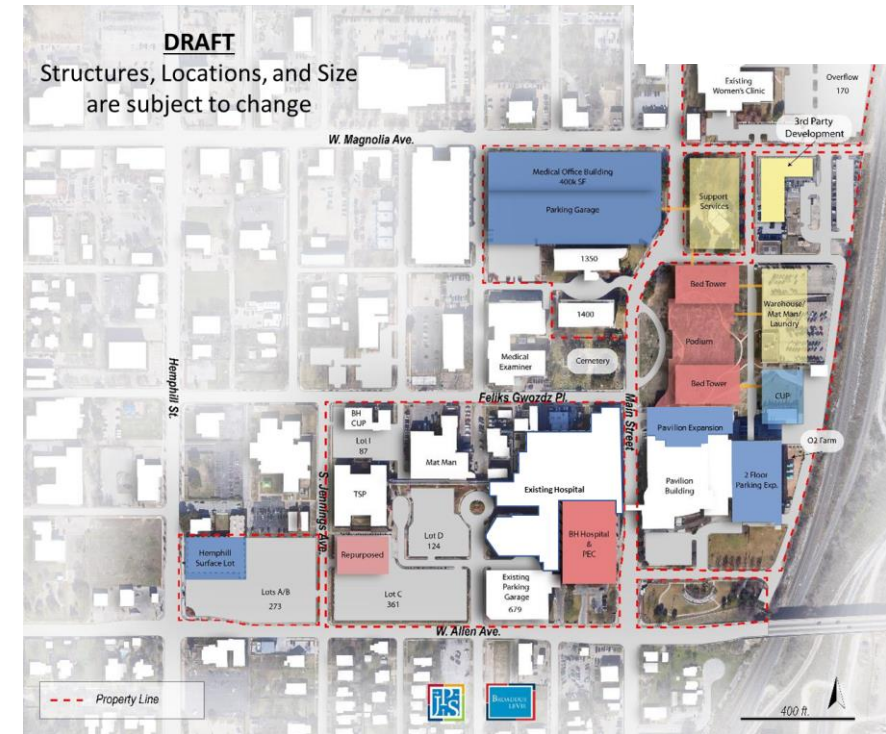 DRAFT
Structures, Locations, and Size
are subject to change
Existing
Women's Clinic
Overflow
170
3rd Party
Development
W. Magnolia Ave.
Medical Office Building
400k SF
Parking Garage
Support
Services
1350
1400
Bed Tower
Warehouse/
Mat Man/
Laundry
Podium
Medical
Examiner
Cemetery
Bed Tower
CUP
Hemphill St.
Feliks Gwozdz Pl.
Main Street
BH
CUP
Lot I
87
Mat Man
Pavilion Expansion
O2 Farm
S. Jennings Ave.
TSP
Existing Hospital
Pavilion
Building
2 Floor
Parking Exp.
Lot D
124
BH Hospital
&
PEC
Hemphill
Surface Lot
Repurposed
Lots A/B
273
Lot C
361
Existing
Parking
Garage
679
W. Allen Ave.
Property Line
JPS
400 ft.